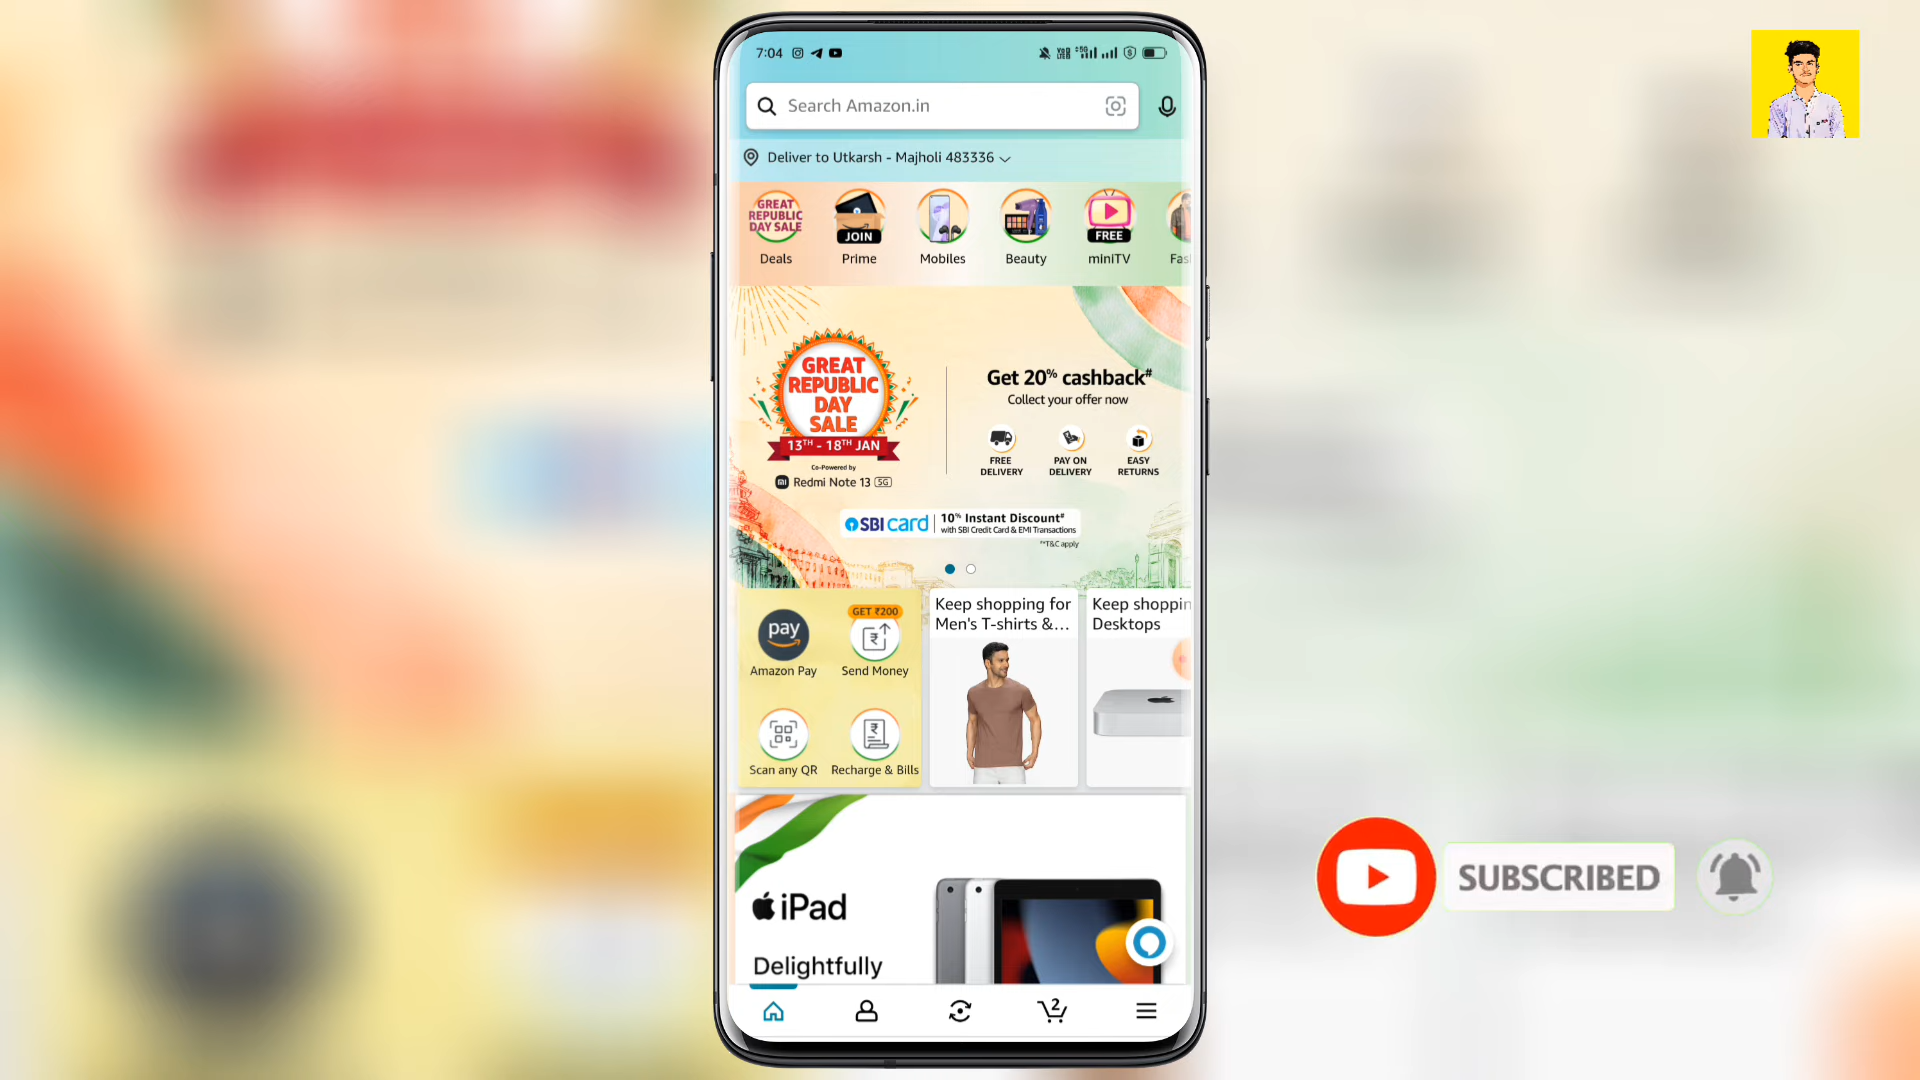 7:04
Search Amazon.in
Deliver to Utkarsh - Majholi 483336
GREAT
REPUBLIC
DAY SALE
JOIN
FREE
Deals
Prime
Mobiles
Beauty
miniTV
Fas
GREAT
REPUBLIC
DAY
SALE
13TH - 18TH JAN
Co-Powered by
Redmi Note 13 5G
Get 20% cashback#
Collect your offer now
FREE
DELIVERY
PAY ON
DELIVERY
EASY
RETURNS
SBI card
10% Instant Discount#
with SBI Credit Card & EMI Transactions
#*T&C apply
pay
Amazon Pay
GET ₹200
Send Money
Scan any QR
Recharge & Bills
Keep shopping for
Men's T-shirts &...
Keep shoppin
Desktops
iPad
Delightfully
2
SUBSCRIBED